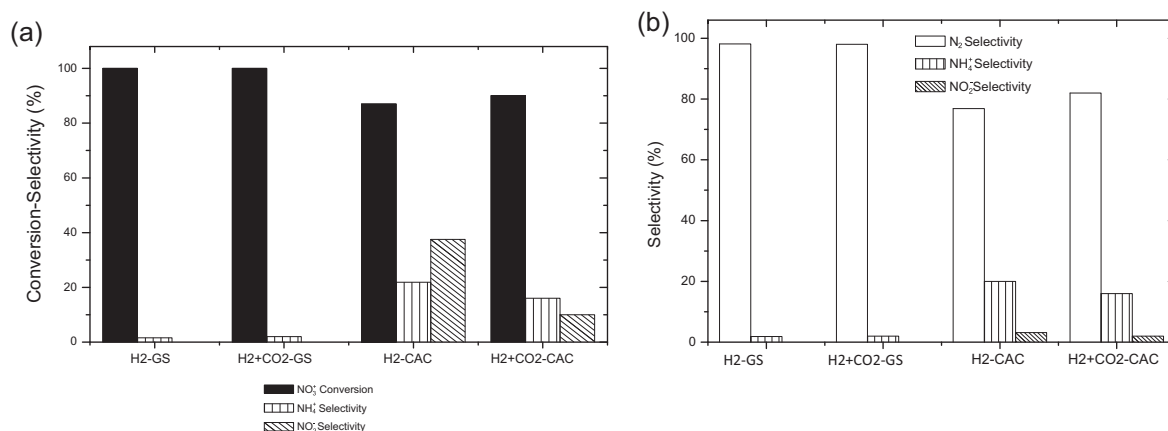 (a)
Conversion-Selectivity (%)
100
80
60
40
20
0
H2-GS
H2+CO2-GS
H2-CAC
H2+CO2-CAC
NO₃⁻ Conversion
NH₄⁺ Selectivity
NO₂⁻ Selectivity
(b)
Selectivity (%)
100
80
60
40
20
0
N₂ Selectivity
NH₄⁺ Selectivity
NO₂⁻ Selectivity
H2-GS
H2+CO2-GS
H2-CAC
H2+CO2-CAC